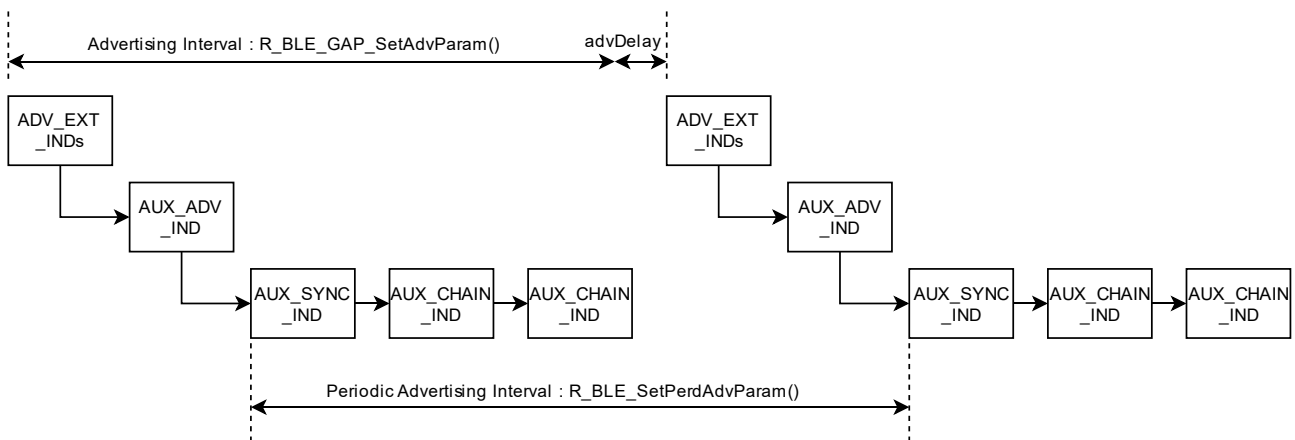 Advertising Interval : R_BLE_GAP_SetAdvParam()
advDelay
ADV_EXT
_INDs
ADV_EXT
_INDs
AUX_ADV
_IND
AUX_ADV
_IND
AUX_SYNC
_IND
AUX_CHAIN
_IND
AUX_CHAIN
_IND
AUX_SYNC
_IND
AUX_CHAIN
_IND
AUX_CHAIN
_IND
Periodic Advertising Interval : R_BLE_SetPerdAdvParam()